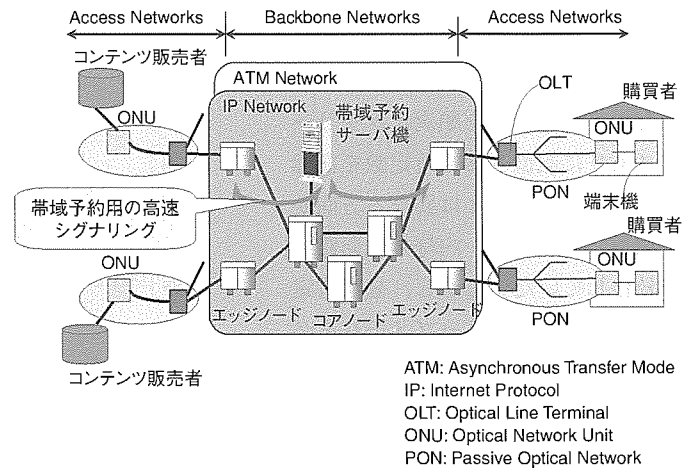 Access Networks
Backbone Networks
Access Networks
コンテンツ販売者
ATM Network
OLT
購買者
ONU
IP Network
帯域予約
サーバ機
ONU
帯域予約用の高速
シグナリング
PON
端末機
購買者
ONU
ONU
エッジノード
コアノード
エッジノード
PON
コンテンツ販売者
ATM: Asynchronous Transfer Mode
IP: Internet Protocol
OLT: Optical Line Terminal
ONU: Optical Network Unit
PON: Passive Optical Network